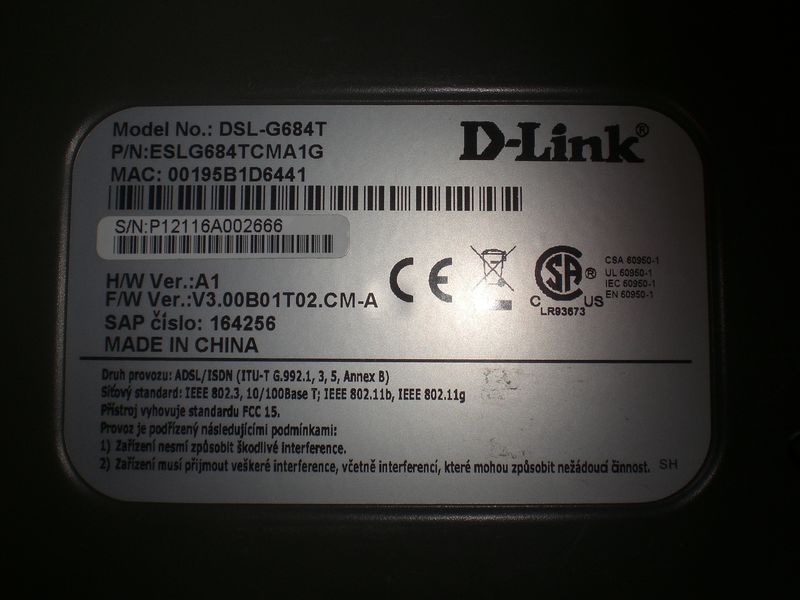 Model No.: DSL-G684T
D-Link®
P/N:ESLG684TCMA1G
MAC: 00195B1D6441
S/N:P12116A002666
H/W Ver.:A1
F/W Ver.:V3.00B01T02.CM-A
SAP číslo: 164256
MADE IN CHINA
CE
SA ®
C US
LR93673
CSA 60950-1
UL 60950-1
IEC 60950-1
EN 60950-1
Druh provozu: ADSL/ISDN (ITU-T G.992.1, 3, 5, Annex B)
Síťový standard: IEEE 802.3, 10/100Base T; IEEE 802.11b, IEEE 802.11g
Přístroj vyhovuje standardu FCC 15.
Provoz je podřízený následujícími podmínkami:
1) Zařízení nesmí způsobit škodlivé interference.
2) Zařízení musí přijmout veškeré interference, včetně interferencí, které mohou způsobit nežádoucí činnost. SH